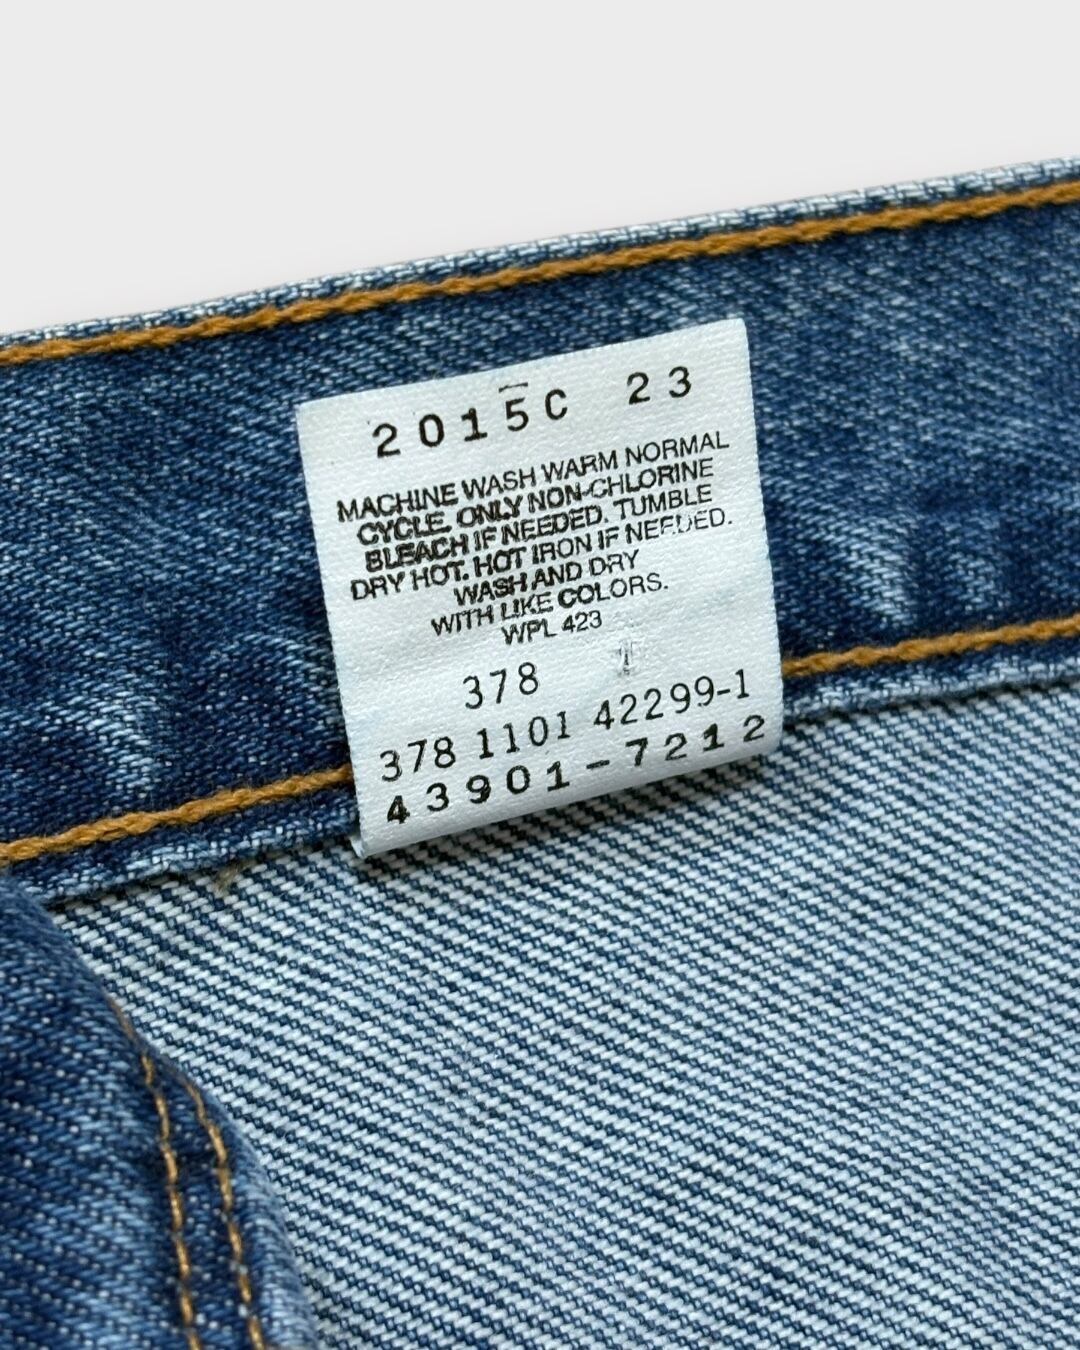 2015C 23
MACHINE WASH WARM NORMAL
CYCLE. ONLY NON-CHLORINE
BLEACH IF NEEDED. TUMBLE
DRY HOT. HOT IRON IF NEEDED.
WASH AND DRY
WITH LIKE COLORS.
WPL 423
378
378 1101 42299-1
43901-7212